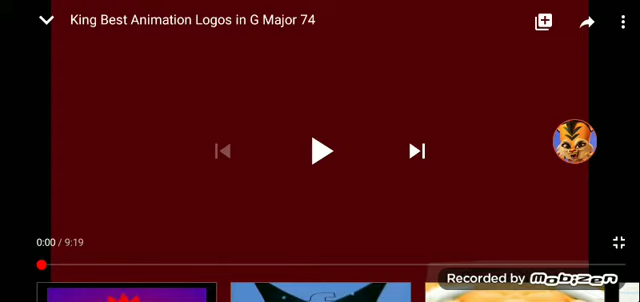 King Best Animation Logos in G Major 74
0:00 / 9:19
Recorded by Mobizen